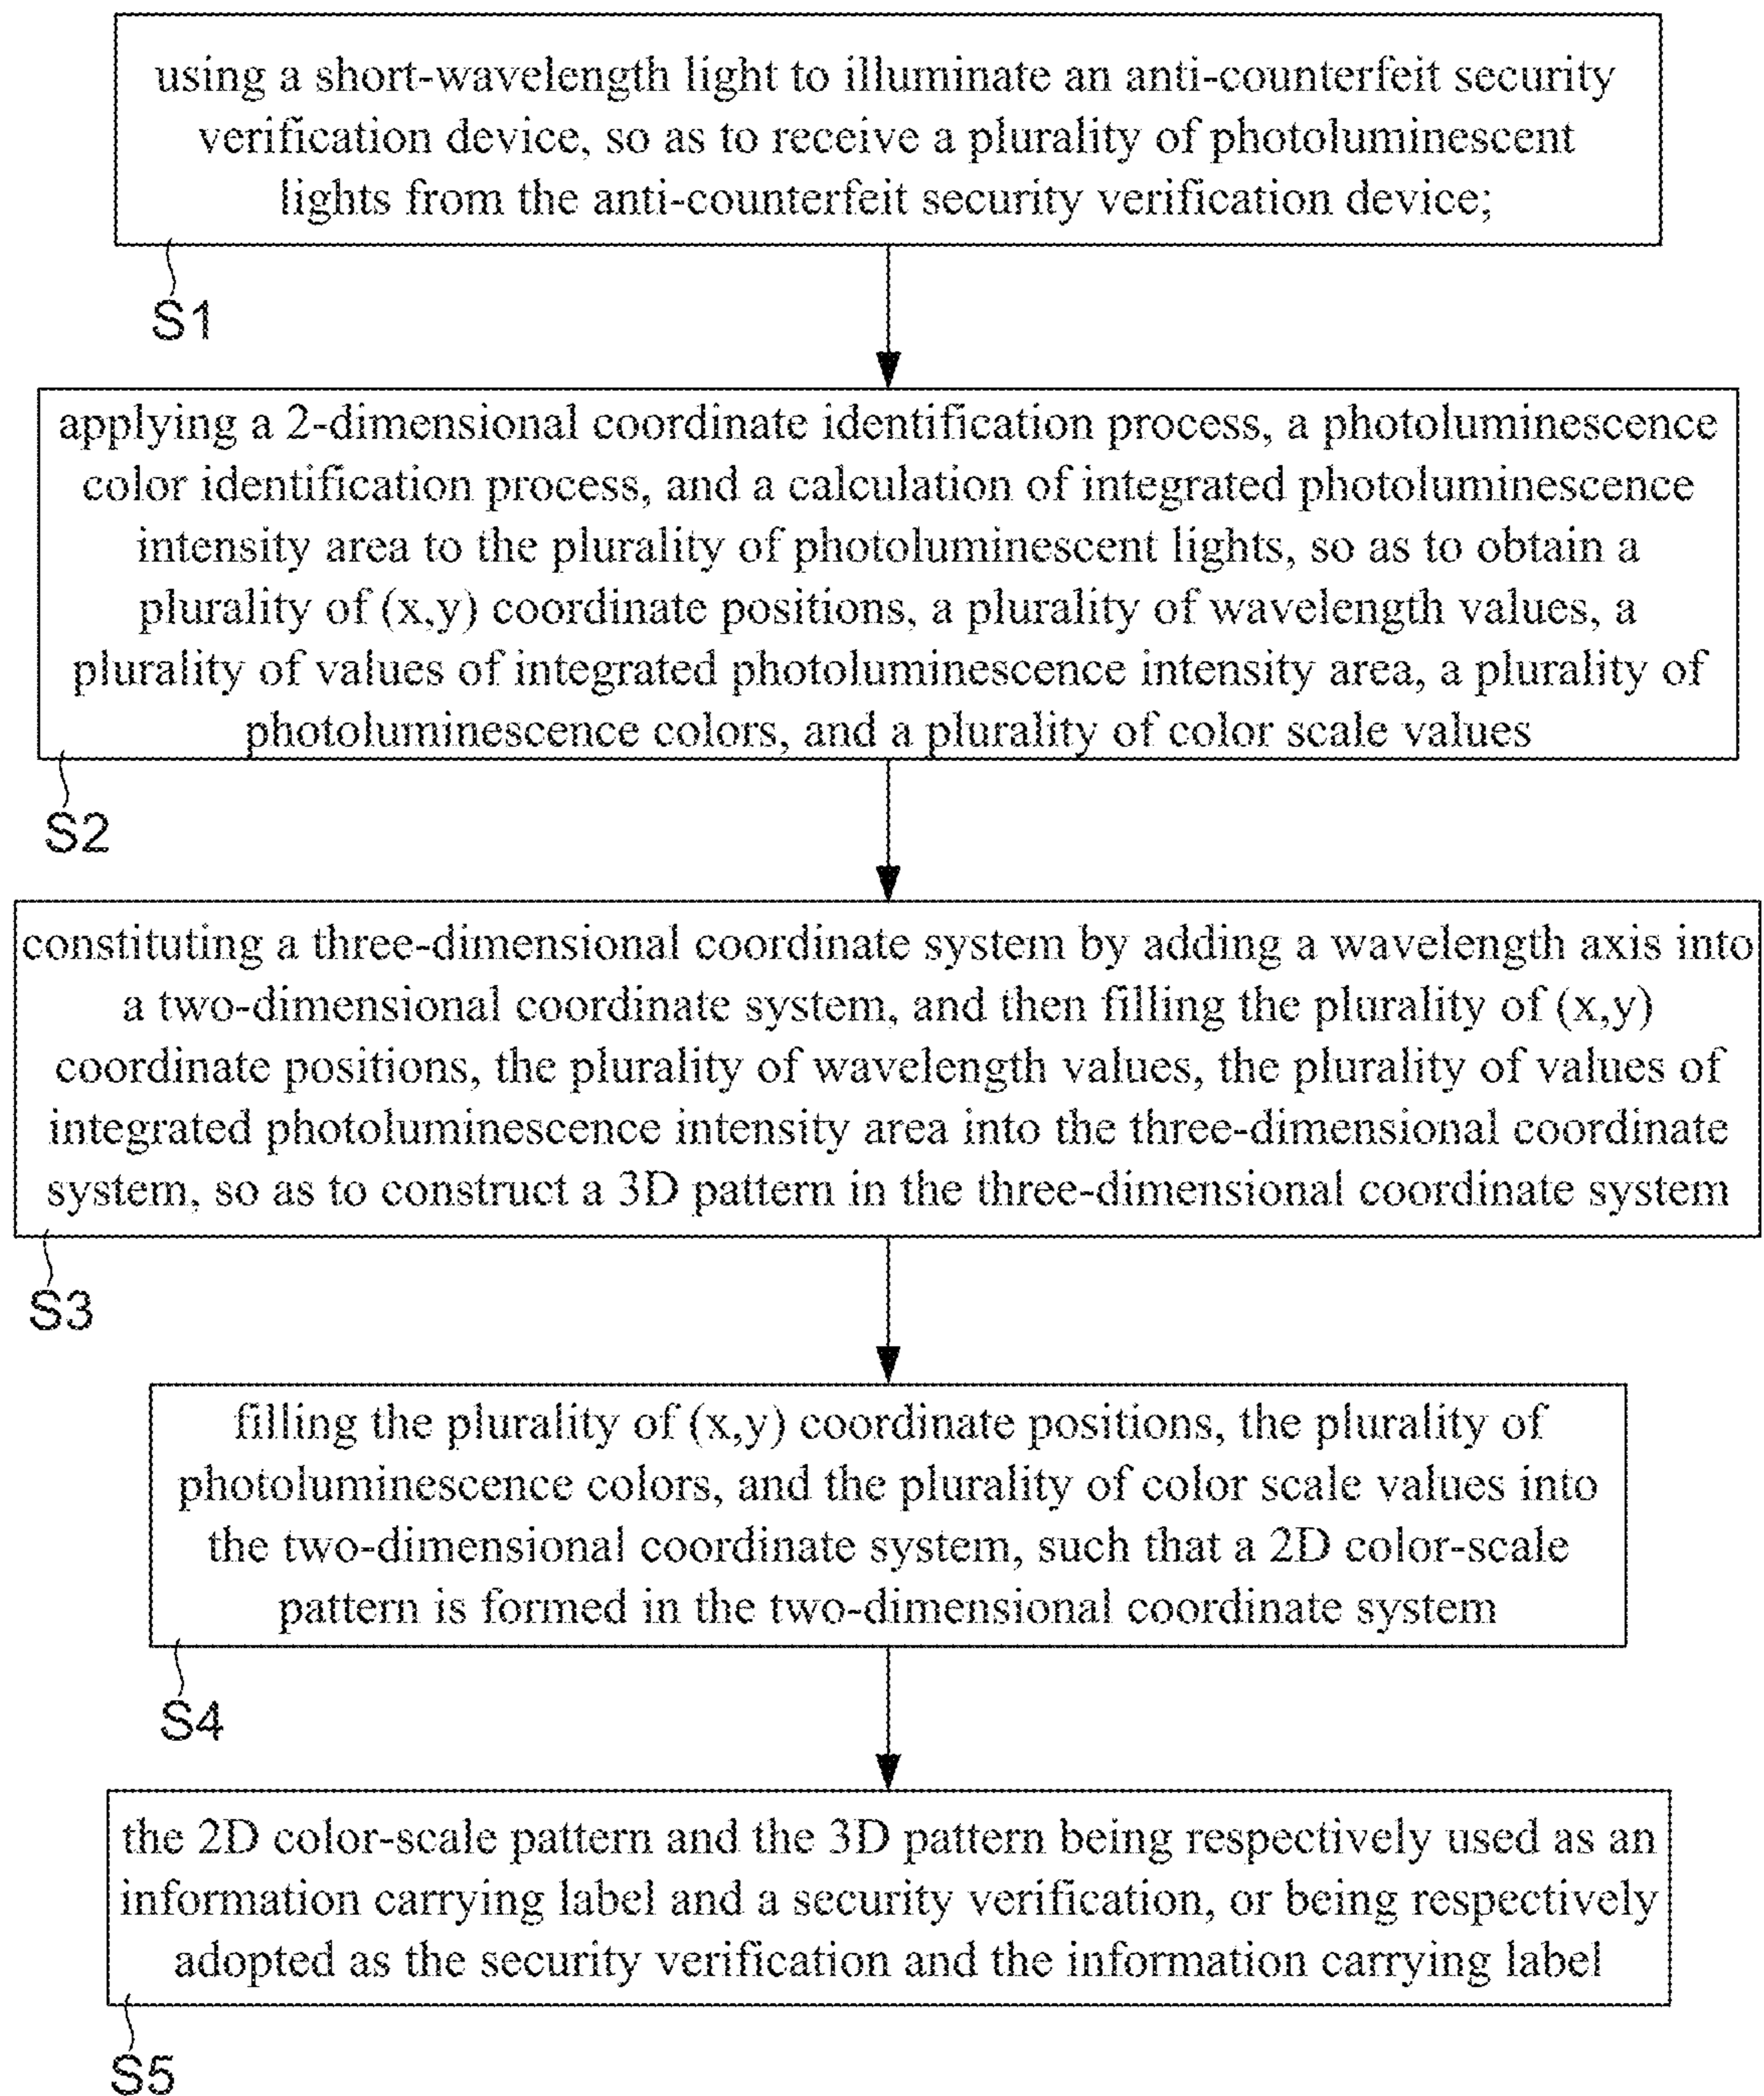 using a short-wavelength light to illuminate an anti-counterfeit security
verification device, so as to receive a plurality of photoluminescent
lights from the anti-counterfeit security verification device;
S1
applying a 2-dimensional coordinate identification process, a photoluminescence
color identification process, and a calculation of integrated photoluminescence
intensity area to the plurality of photoluminescent lights, so as to obtain a
plurality of (x,y) coordinate positions, a plurality of wavelength values, a
plurality of values of integrated photoluminescence intensity area, a plurality of
photoluminescence colors, and a plurality of color scale values
S2
constituting a three-dimensional coordinate system by adding a wavelength axis into
a two-dimensional coordinate system, and then filling the plurality of (x,y)
coordinate positions, the plurality of wavelength values, the plurality of values of
integrated photoluminescence intensity area into the three-dimensional coordinate
system, so as to construct a 3D pattern in the three-dimensional coordinate system
S3
filling the plurality of (x,y) coordinate positions, the plurality of
photoluminescence colors, and the plurality of color scale values into
the two-dimensional coordinate system, such that a 2D color-scale
pattern is formed in the two-dimensional coordinate system
S4
the 2D color-scale pattern and the 3D pattern being respectively used as an
information carrying label and a security verification, or being respectively
adopted as the security verification and the information carrying label
S5